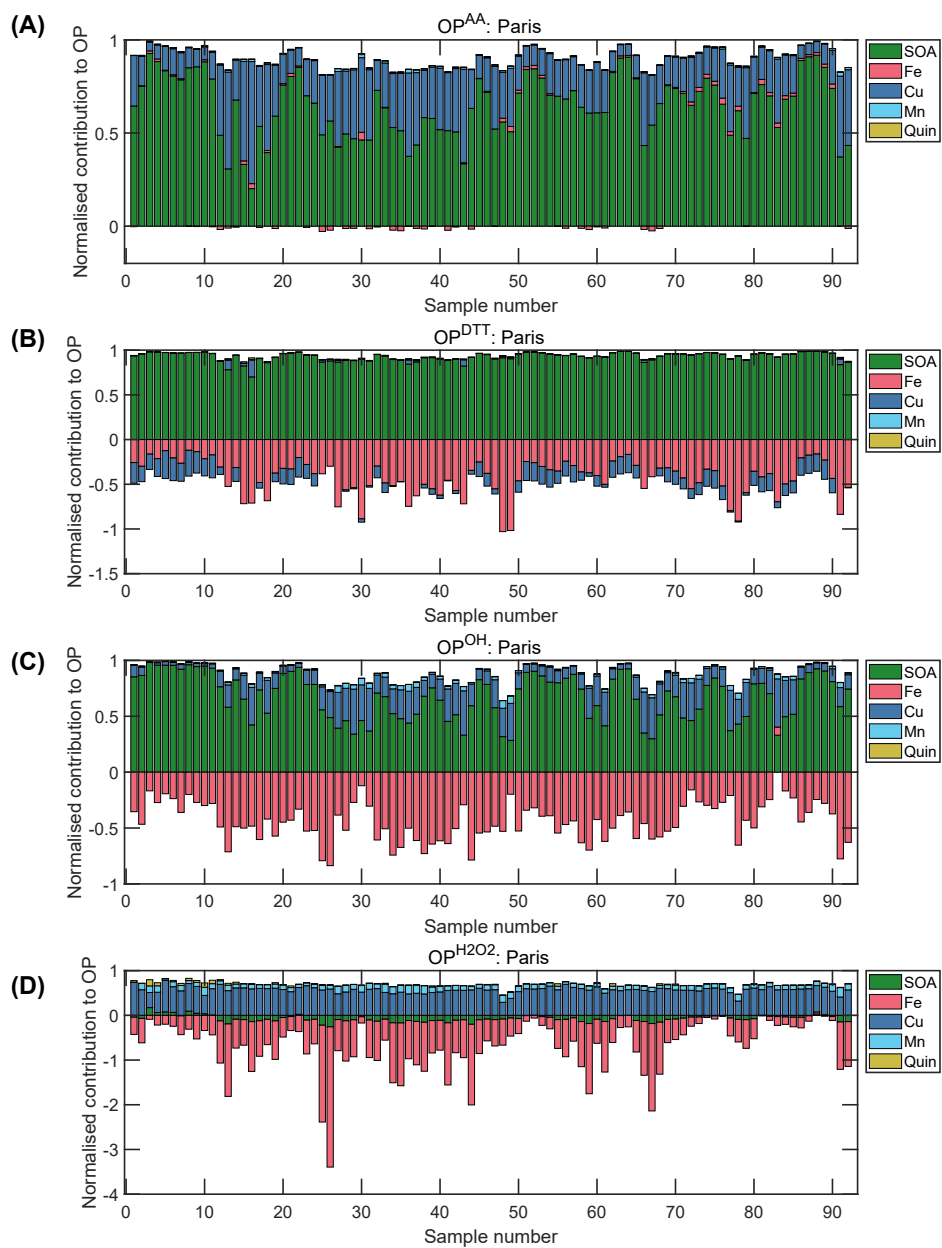 (A)
OP^AA: Paris
Normalised contribution to OP
1
0.5
0
0 10 20 30 40 50 60 70 80 90
Sample number
SOA
Fe
Cu
Mn
Quin
(B)
OP^DTT: Paris
Normalised contribution to OP
1
0.5
0
-0.5
-1
-1.5
0 10 20 30 40 50 60 70 80 90
Sample number
SOA
Fe
Cu
Mn
Quin
(C)
OP^OH: Paris
Normalised contribution to OP
1
0.5
0
-0.5
-1
0 10 20 30 40 50 60 70 80 90
Sample number
SOA
Fe
Cu
Mn
Quin
(D)
OP^H2O2: Paris
Normalised contribution to OP
1
0
-1
-2
-3
-4
0 10 20 30 40 50 60 70 80 90
Sample number
SOA
Fe
Cu
Mn
Quin